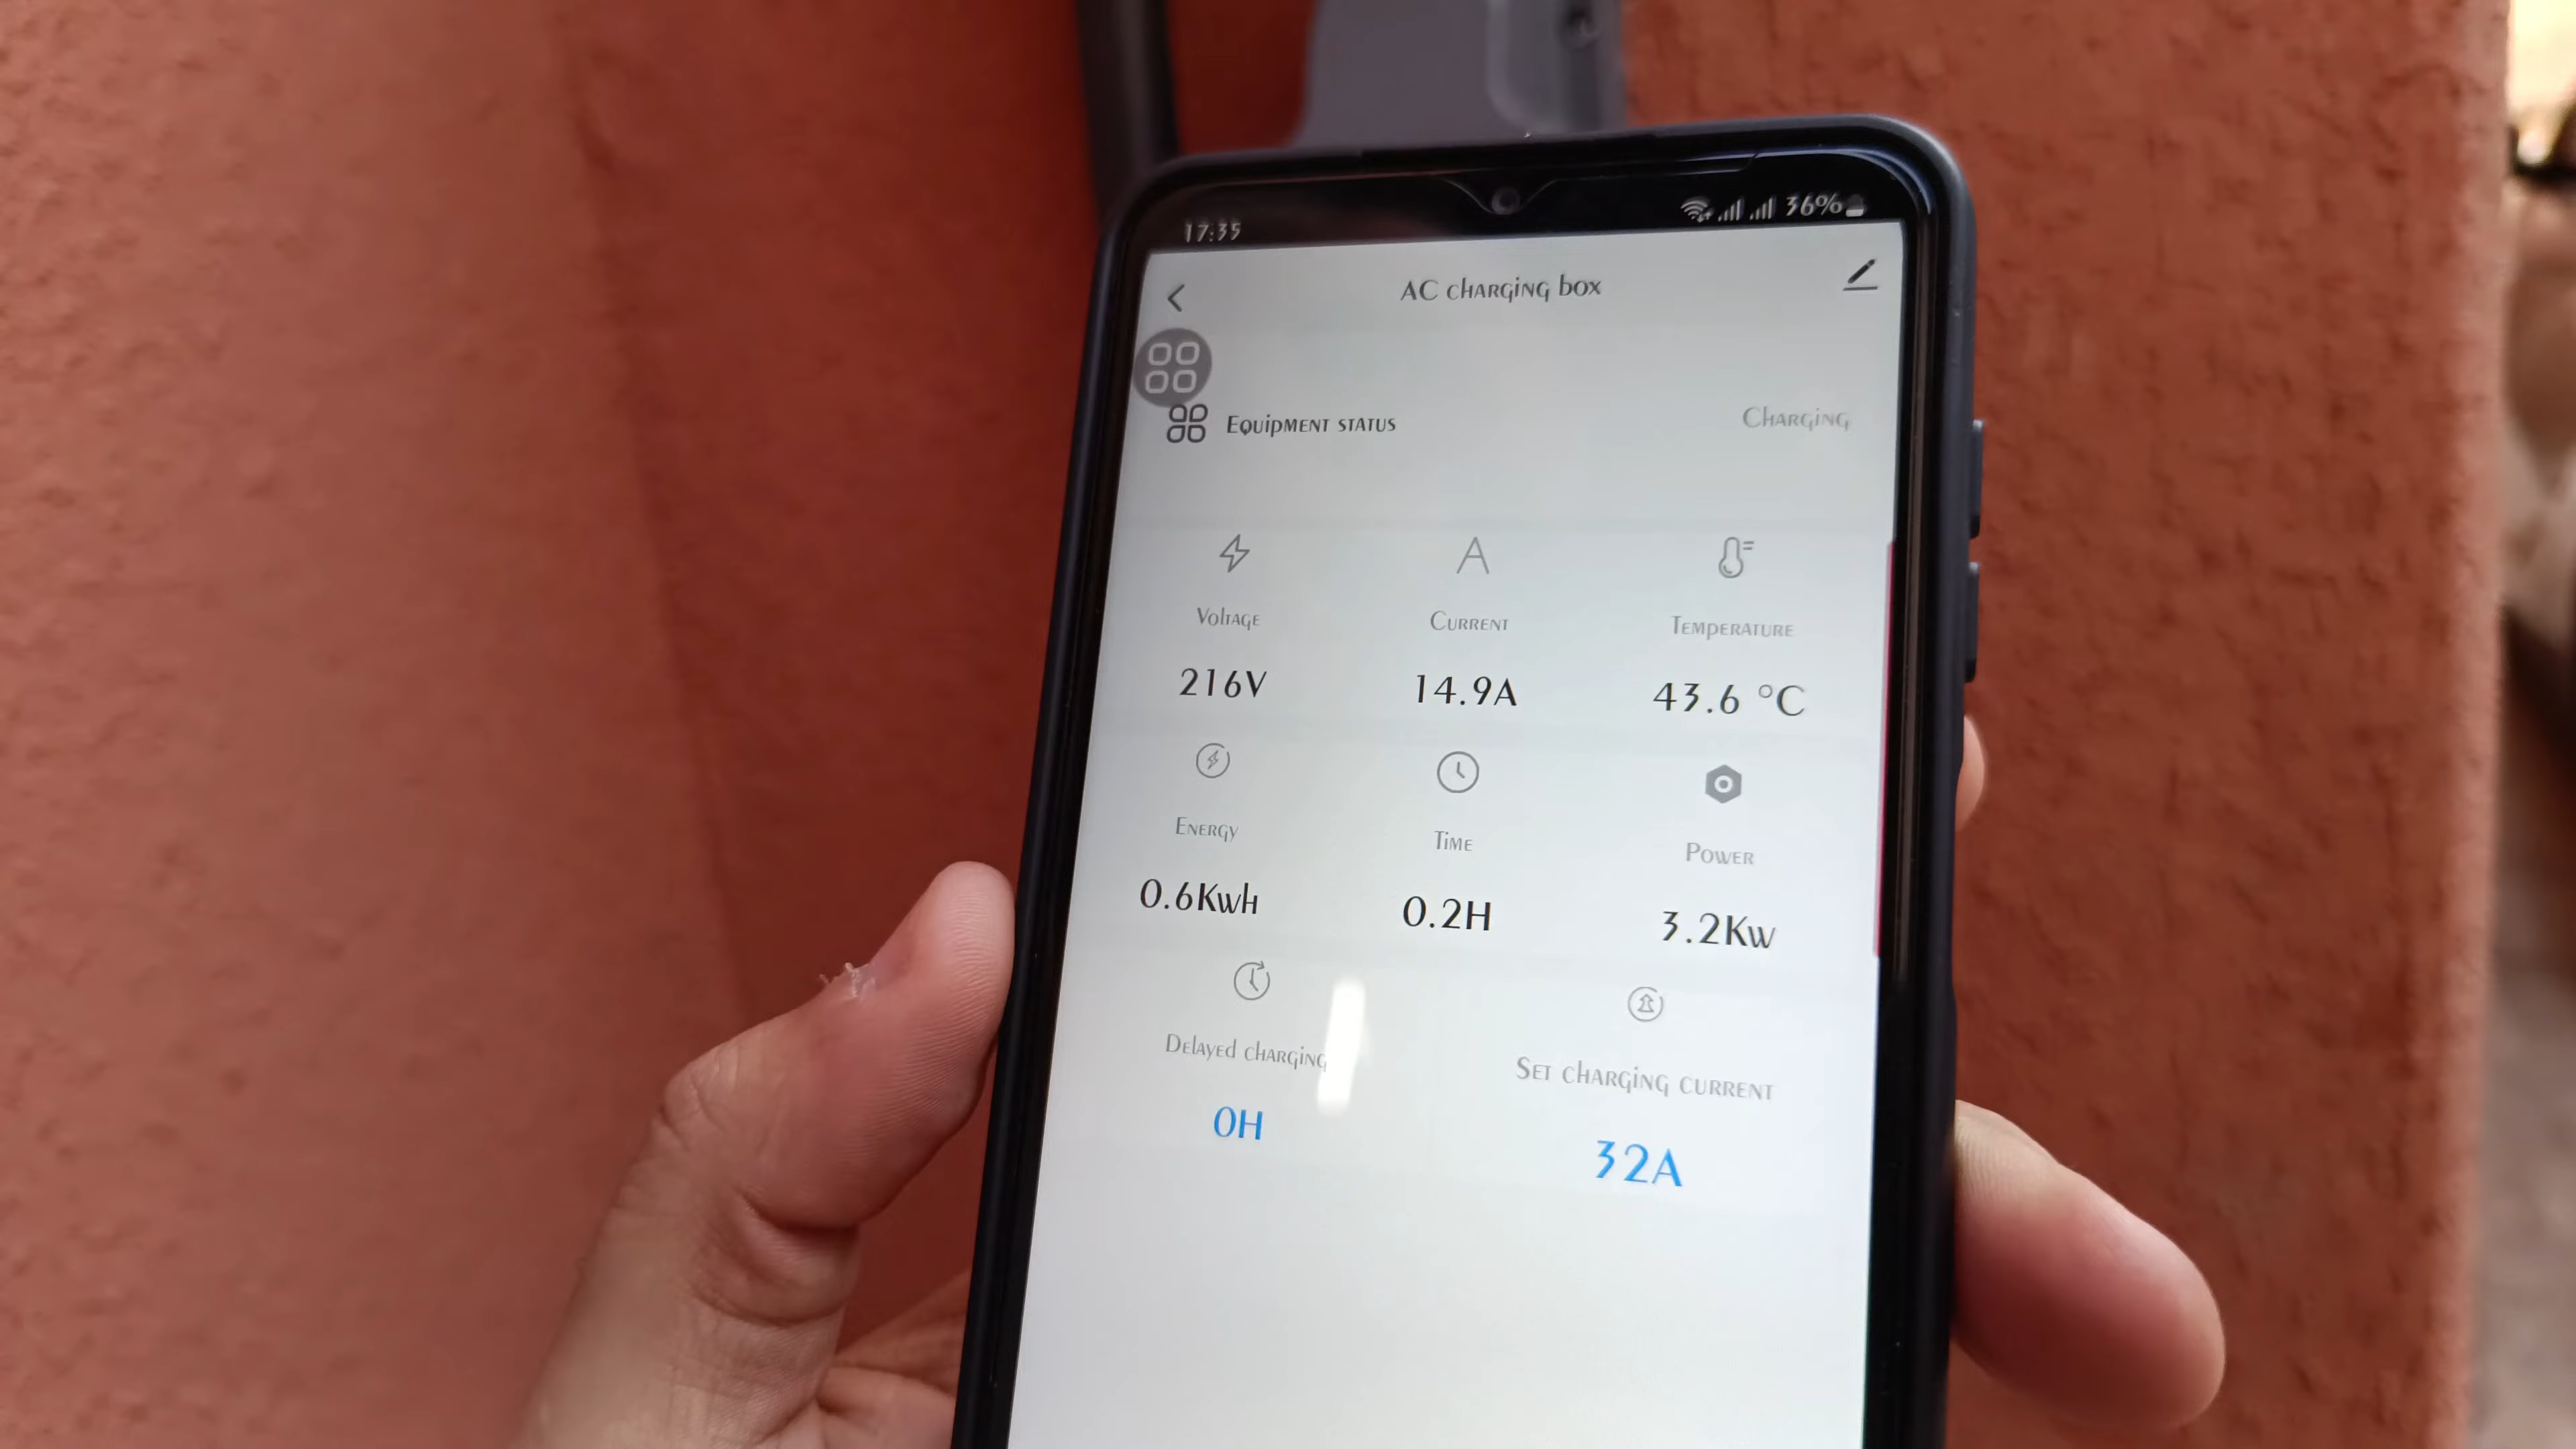 17:35
36%
AC charging box
Equipment status
Charging
Voltage
Current
Temperature
216V
14.9A
43.6 °C
Energy
Time
Power
0.6Kwh
0.2H
3.2Kw
Delayed charging
Set charging current
0H
32A